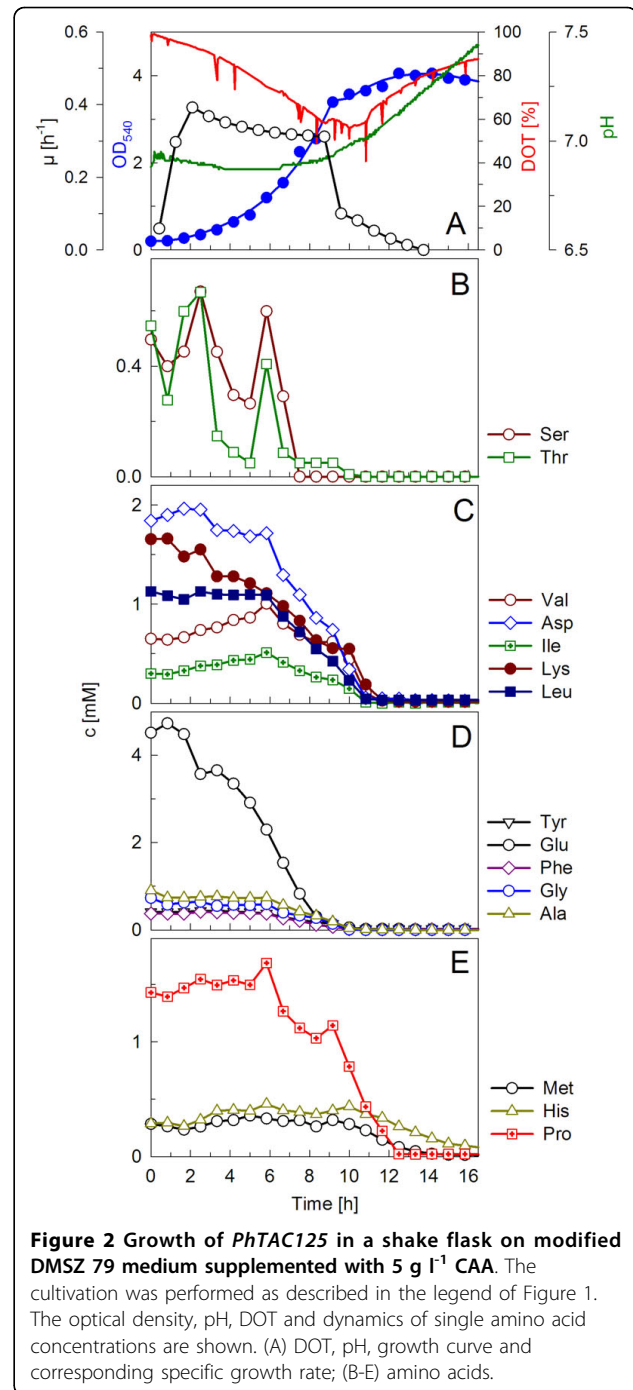 0.6
0.4
0.2
0.0
µ [h⁻¹]
4
2
0
OD₅₄₀
100
80
60
40
20
0
DOT [%]
7.5
7.0
6.5
pH
A
0.4
0.0
B
Ser
Thr
2
1
0
C
Val
Asp
Ile
Lys
Leu
c [mM]
4
2
0
D
Tyr
Glu
Phe
Gly
Ala
1
0
E
Met
His
Pro
0 2 4 6 8 10 12 14 16
Time [h]
Figure 2 Growth of PhTAC125 in a shake flask on modified
DMSZ 79 medium supplemented with 5 g l⁻¹ CAA. The
cultivation was performed as described in the legend of Figure 1.
The optical density, pH, DOT and dynamics of single amino acid
concentrations are shown. (A) DOT, pH, growth curve and
corresponding specific growth rate; (B-E) amino acids.